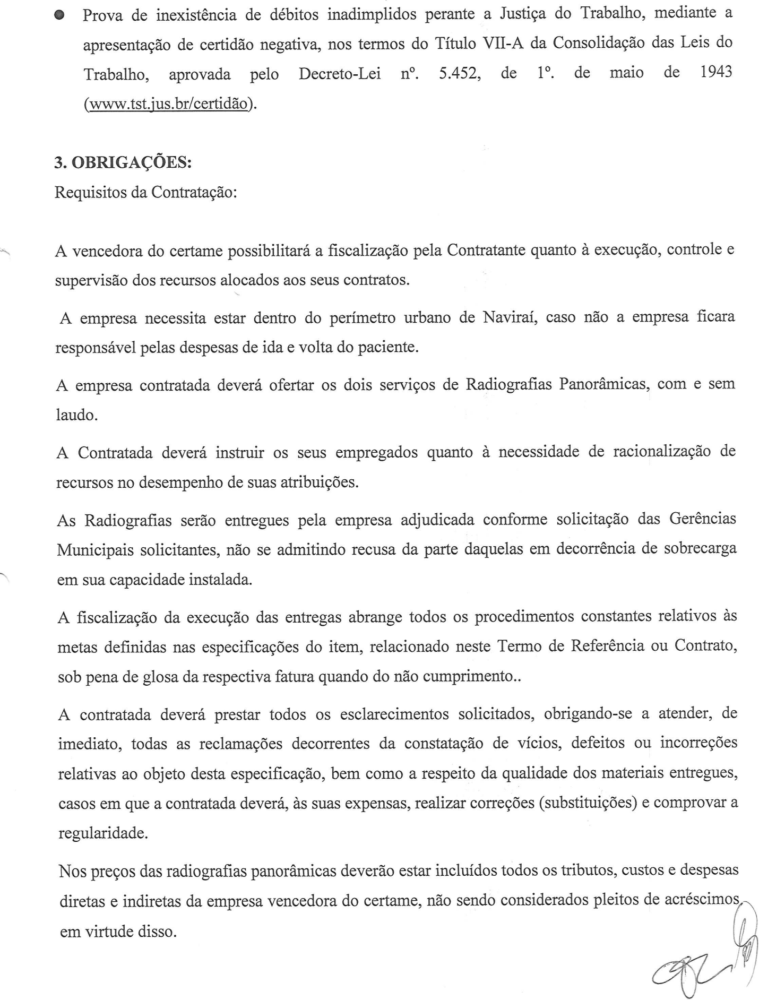 ● Prova de inexistência de débitos inadimplidos perante a Justiça do Trabalho, mediante a
apresentação de certidão negativa, nos termos do Título VII-A da Consolidação das Leis do
Trabalho, aprovada pelo Decreto-Lei nº. 5.452, de 1º. de maio de 1943
(www.tst.jus.br/certidão).
3. OBRIGAÇÕES:
Requisitos da Contratação:
A vencedora do certame possibilitará a fiscalização pela Contratante quanto à execução, controle e
supervisão dos recursos alocados aos seus contratos.
A empresa necessita estar dentro do perímetro urbano de Naviraí, caso não a empresa ficara
responsável pelas despesas de ida e volta do paciente.
A empresa contratada deverá ofertar os dois serviços de Radiografias Panorâmicas, com e sem
laudo.
A Contratada deverá instruir os seus empregados quanto à necessidade de racionalização de
recursos no desempenho de suas atribuições.
As Radiografias serão entregues pela empresa adjudicada conforme solicitação das Gerências
Municipais solicitantes, não se admitindo recusa da parte daquelas em decorrência de sobrecarga
em sua capacidade instalada.
A fiscalização da execução das entregas abrange todos os procedimentos constantes relativos às
metas definidas nas especificações do item, relacionado neste Termo de Referência ou Contrato,
sob pena de glosa da respectiva fatura quando do não cumprimento..
A contratada deverá prestar todos os esclarecimentos solicitados, obrigando-se a atender, de
imediato, todas as reclamações decorrentes da constatação de vícios, defeitos ou incorreções
relativas ao objeto desta especificação, bem como a respeito da qualidade dos materiais entregues,
casos em que a contratada deverá, às suas expensas, realizar correções (substituições) e comprovar a
regularidade.
Nos preços das radiografias panorâmicas deverão estar incluídos todos os tributos, custos e despesas
diretas e indiretas da empresa vencedora do certame, não sendo considerados pleitos de acréscimos,
em virtude disso.